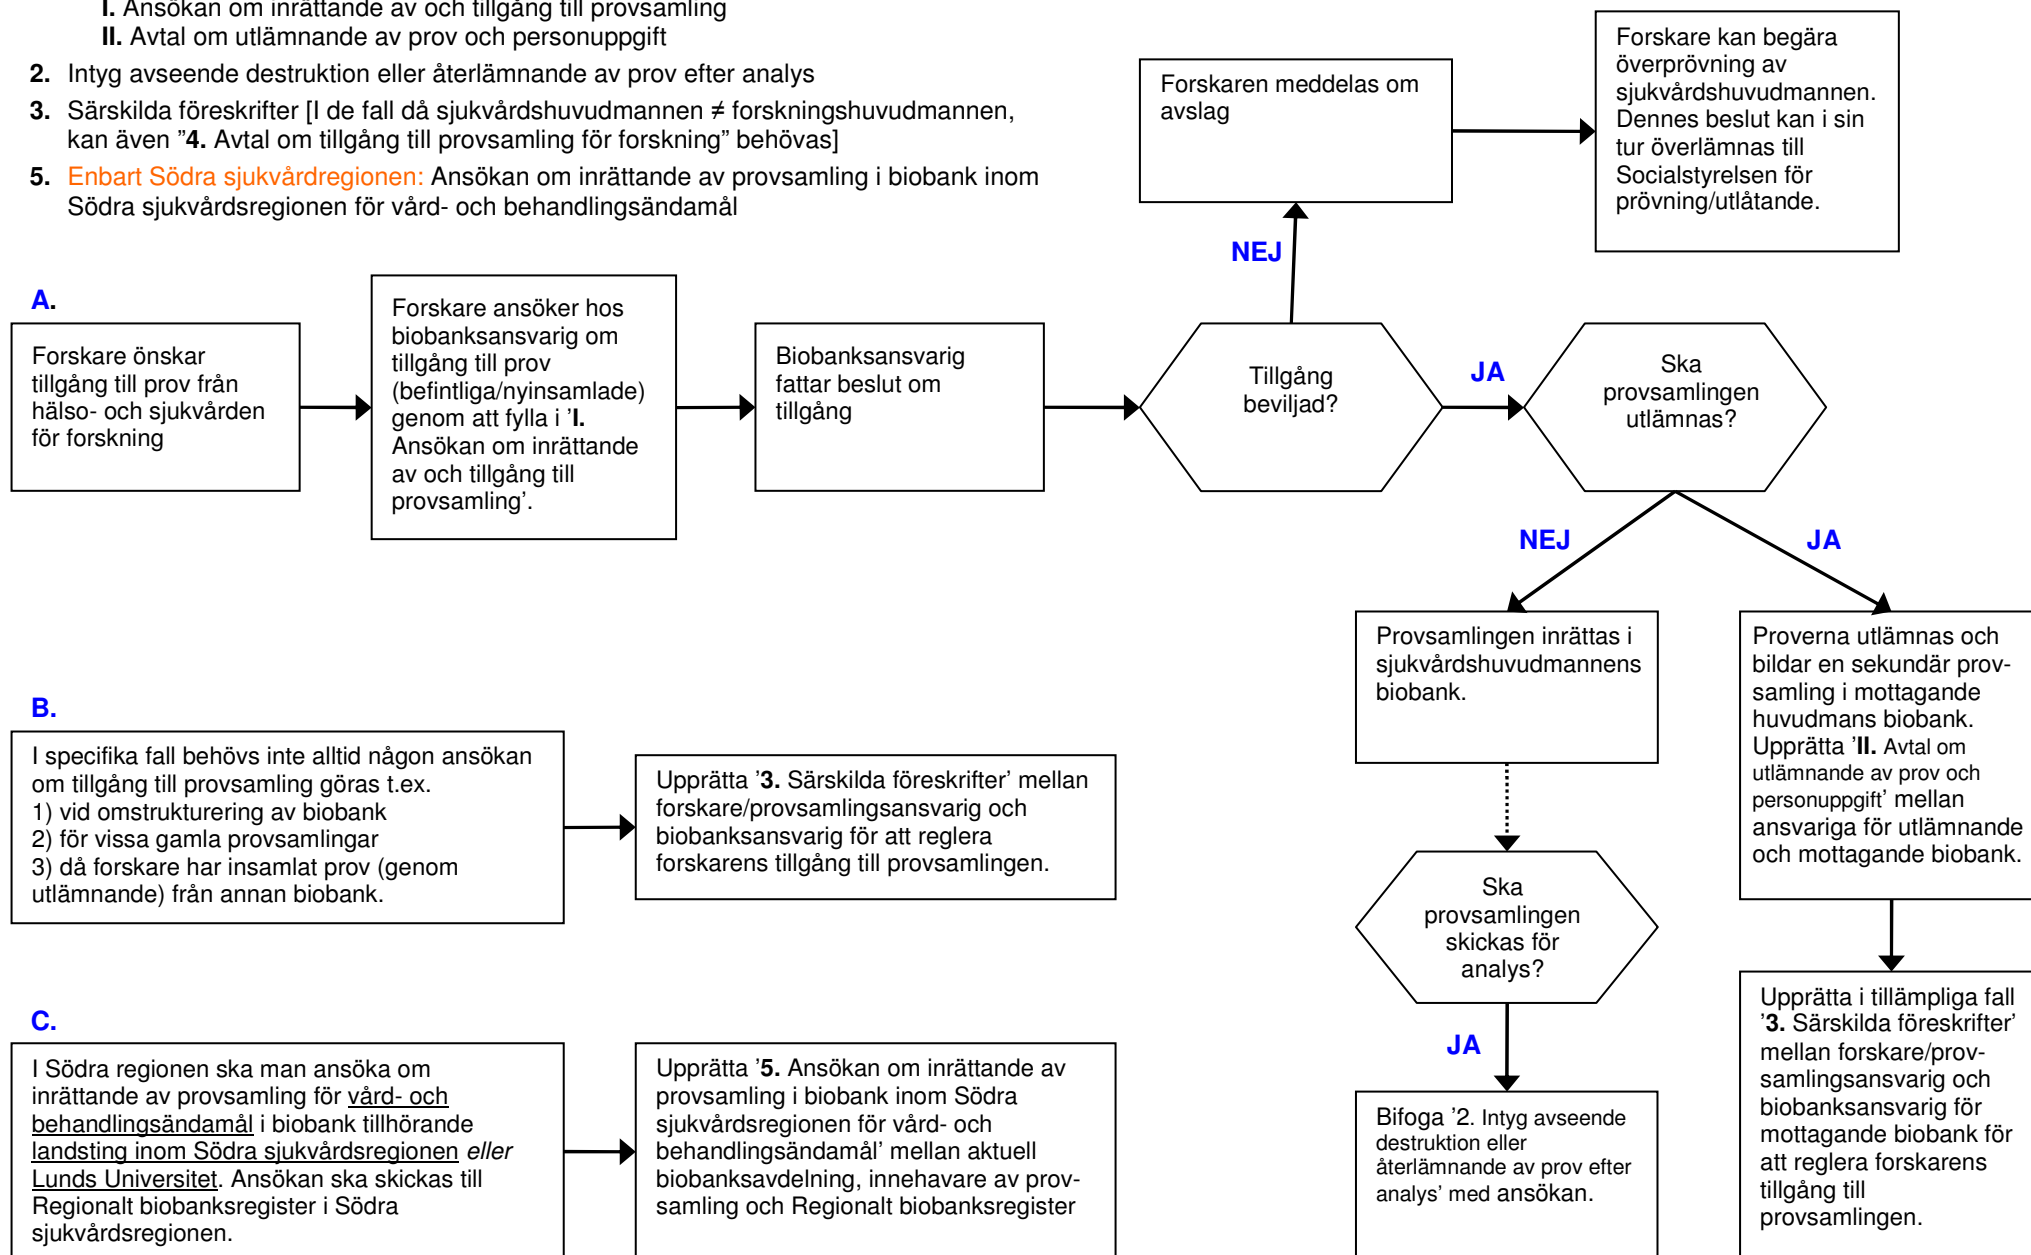 I. Ansökan om inrättande av och tillgång till provsamling
II. Avtal om utlämnande av prov och personuppgift
2. Intyg avseende destruktion eller återlämnande av prov efter analys
3. Särskilda föreskrifter [I de fall då sjukvårdshuvudmannen ≠ forskningshuvudmannen,
kan även ”4. Avtal om tillgång till provsamling för forskning” behövas]
5. Enbart Södra sjukvårdregionen: Ansökan om inrättande av provsamling i biobank inom
Södra sjukvårdsregionen för vård- och behandlingsändamål
Forskaren meddelas om
avslag
Forskare kan begära
överprövning av
sjukvårdshuvudmannen.
Dennes beslut kan i sin
tur överlämnas till
Socialstyrelsen för
prövning/utlåtande.
NEJ
A.
Forskare önskar
tillgång till prov från
hälso- och sjukvården
för forskning
Forskare ansöker hos
biobanksansvarig om
tillgång till prov
(befintliga/nyinsamlade)
genom att fylla i ’I.
Ansökan om inrättande
av och tillgång till
provsamling’.
Biobanksansvarig
fattar beslut om
tillgång
Tillgång
beviljad?
JA
Ska
provsamlingen
utlämnas?
NEJ
JA
Provsamlingen inrättas i
sjukvårdshuvudmannens
biobank.
Proverna utlämnas och
bildar en sekundär prov-
samling i mottagande
huvudmans biobank.
Upprätta ’II. Avtal om
utlämnande av prov och
personuppgift’ mellan
ansvariga för utlämnande
och mottagande biobank.
B.
I specifika fall behövs inte alltid någon ansökan
om tillgång till provsamling göras t.ex.
1) vid omstrukturering av biobank
2) för vissa gamla provsamlingar
3) då forskare har insamlat prov (genom
utlämnande) från annan biobank.
Upprätta ’3. Särskilda föreskrifter’ mellan
forskare/provsamlingsansvarig och
biobanksansvarig för att reglera
forskarens tillgång till provsamlingen.
Ska
provsamlingen
skickas för
analys?
JA
Bifoga ’2. Intyg avseende
destruktion eller
återlämnande av prov efter
analys’ med ansökan.
Upprätta i tillämpliga fall
’3. Särskilda föreskrifter’
mellan forskare/prov-
samlingsansvarig och
biobanksansvarig för
mottagande biobank för
att reglera forskarens
tillgång till
provsamlingen.
C.
I Södra regionen ska man ansöka om
inrättande av provsamling för vård- och
behandlingsändamål i biobank tillhörande
landsting inom Södra sjukvårdsregionen eller
Lunds Universitet. Ansökan ska skickas till
Regionalt biobanksregister i Södra
sjukvårdsregionen.
Upprätta ’5. Ansökan om inrättande av
provsamling i biobank inom Södra
sjukvårdsregionen för vård- och
behandlingsändamål’ mellan aktuell
biobanksavdelning, innehavare av prov-
samling och Regionalt biobanksregister